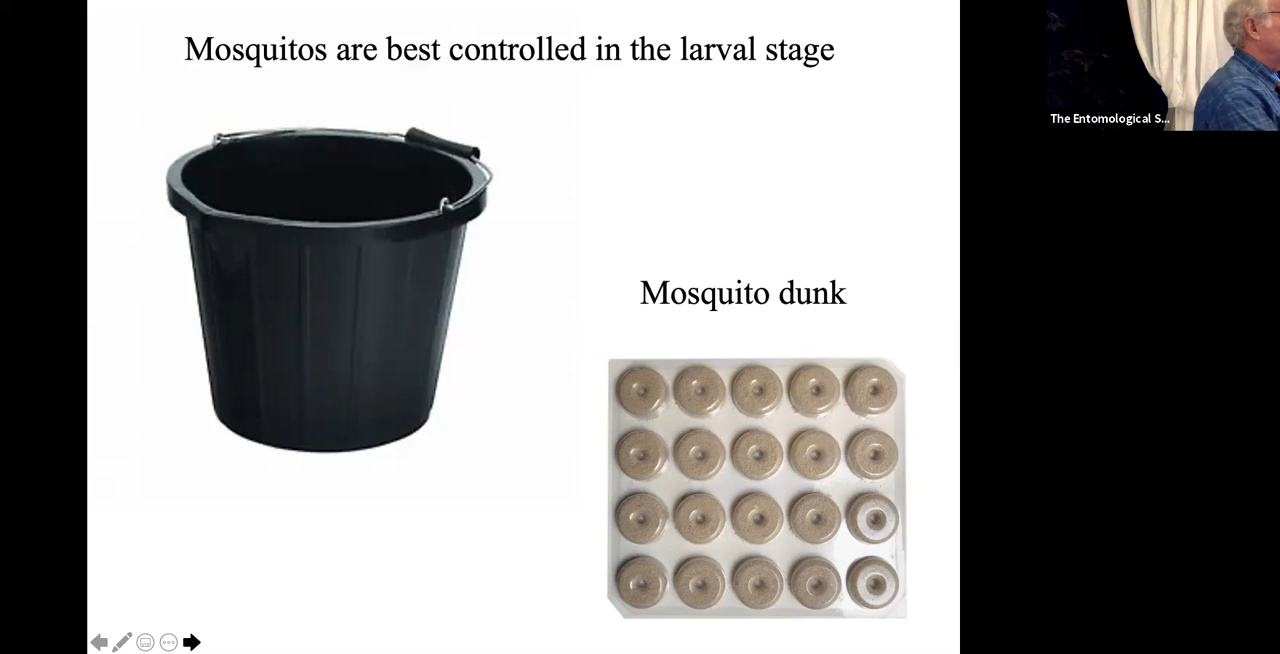 Mosquitos are best controlled in the larval stage
The Entomological S...
Mosquito dunk